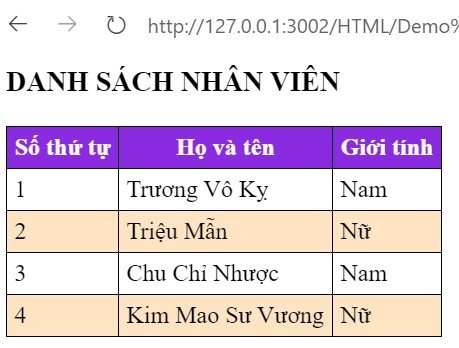 http://127.0.0.1:3002/HTML/Demo%
DANH SÁCH NHÂN VIÊN
Số thứ tự Họ và tên Giới tính
1 Trương Vô Kỵ Nam
2 Triệu Mẫn Nữ
3 Chu Chỉ Nhược Nam
4 Kim Mao Sư Vương Nữ